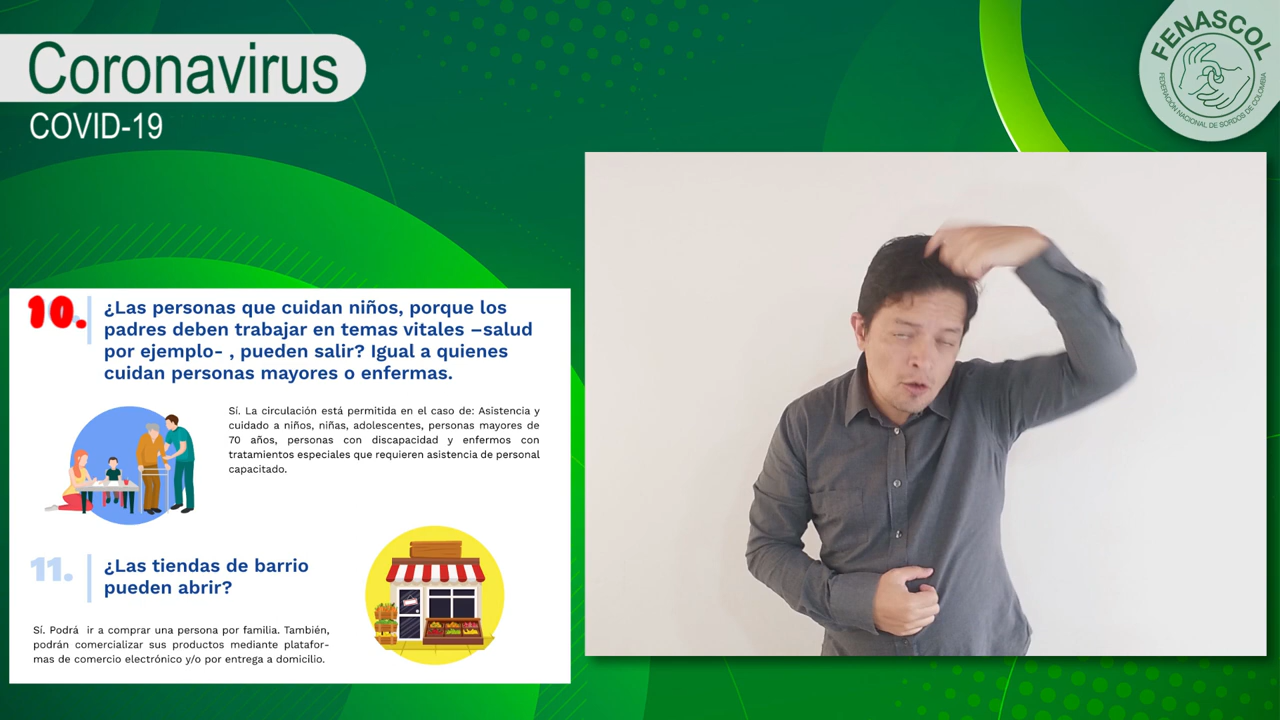 Coronavirus
COVID-19
FENASCOL
FEDERACIÓN NACIONAL DE SORDOS DE COLOMBIA
10.
¿Las personas que cuidan niños, porque los
padres deben trabajar en temas vitales –salud
por ejemplo- , pueden salir? Igual a quienes
cuidan personas mayores o enfermas.
Sí. La circulación está permitida en el caso de: Asistencia y
cuidado a niños, niñas, adolescentes, personas mayores de
70 años, personas con discapacidad y enfermos con
tratamientos especiales que requieren asistencia de personal
capacitado.
11.
¿Las tiendas de barrio
pueden abrir?
Sí. Podrá ir a comprar una persona por familia. También,
podrán comercializar sus productos mediante platafor-
mas de comercio electrónico y/o por entrega a domicilio.